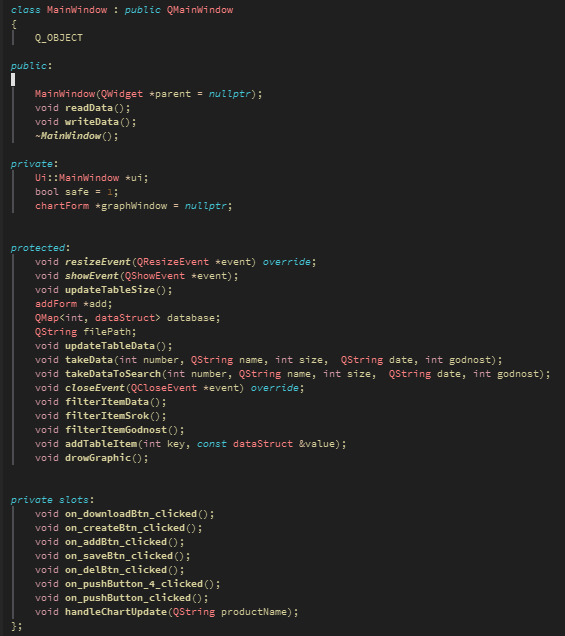 class MainWindow : public QMainWindow
{
    Q_OBJECT

public:

    MainWindow(QWidget *parent = nullptr);
    void readData();
    void writeData();
    ~MainWindow();

private:
    Ui::MainWindow *ui;
    bool safe = 1;
    chartForm *graphWindow = nullptr;


protected:
    void resizeEvent(QResizeEvent *event) override;
    void showEvent(QShowEvent *event);
    void updateTableSize();
    addForm *add;
    QMap<int, dataStruct> database;
    QString filePath;
    void updateTableData();
    void takeData(int number, QString name, int size,  QString date, int godnost);
    void takeDataToSearch(int number, QString name, int size,  QString date, int godnost);
    void closeEvent(QCloseEvent *event) override;
    void filterItemData();
    void filterItemSrok();
    void filterItemGodnost();
    void addTableItem(int key, const dataStruct &value);
    void drowGraphic();


private slots:
    void on_downloadBtn_clicked();
    void on_createBtn_clicked();
    void on_addBtn_clicked();
    void on_saveBtn_clicked();
    void on_delBtn_clicked();
    void on_pushButton_4_clicked();
    void on_pushButton_clicked();
    void handleChartUpdate(QString productName);
};